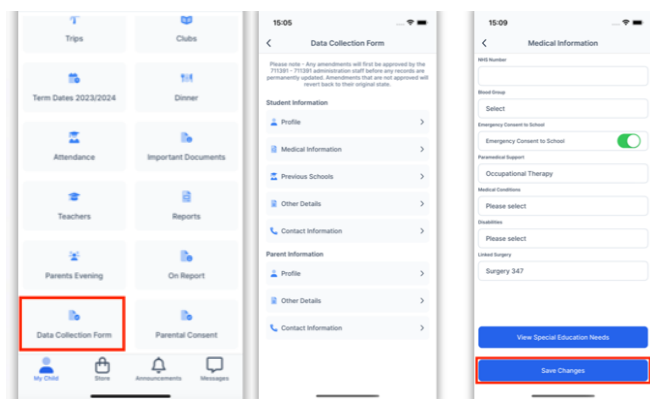 Trips
Clubs
Term Dates 2023/2024
Dinner
Attendance
Important Documents
Teachers
Reports
Parents Evening
On Report
Data Collection Form
Parental Consent
My Child
Store
Announcements
Messages
15:05
Data Collection Form
Please note - Any amendments will first be approved by the
711391 - 711391 administration staff before any records are
permanently updated. Amendments that are not approved will
revert back to their original state.
Student Information
Profile
Medical Information
Previous Schools
Other Details
Contact Information
Parent Information
Profile
Other Details
Contact Information
15:09
Medical Information
NHS Number
Blood Group
Select
Emergency Consent to School
Emergency Consent to School
Paramedical Support
Occupational Therapy
Medical Conditions
Please select
Disabilities
Please select
Linked Surgery
Surgery 347
View Special Education Needs
Save Changes